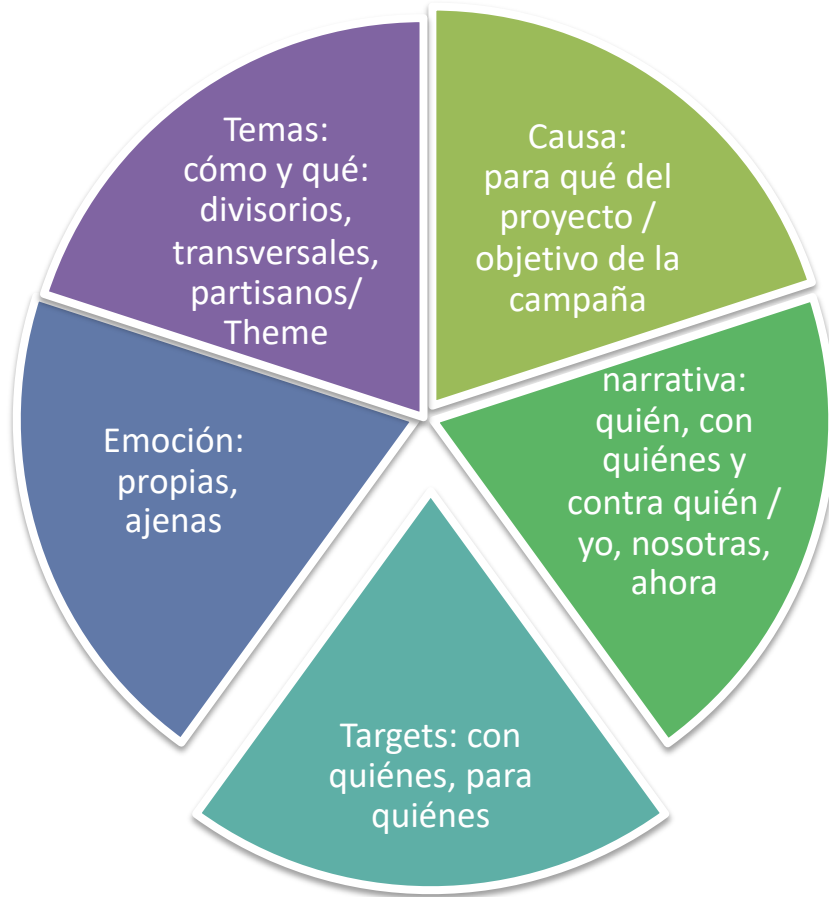 Temas:
cómo y qué:
divisorios,
transversales,
partisanos/
Theme
Causa:
para qué del
proyecto /
objetivo de la
campaña
narrativa:
quién, con
quiénes y
contra quién /
yo, nosotras,
ahora
Emoción:
propias,
ajenas
Targets: con
quiénes, para
quiénes